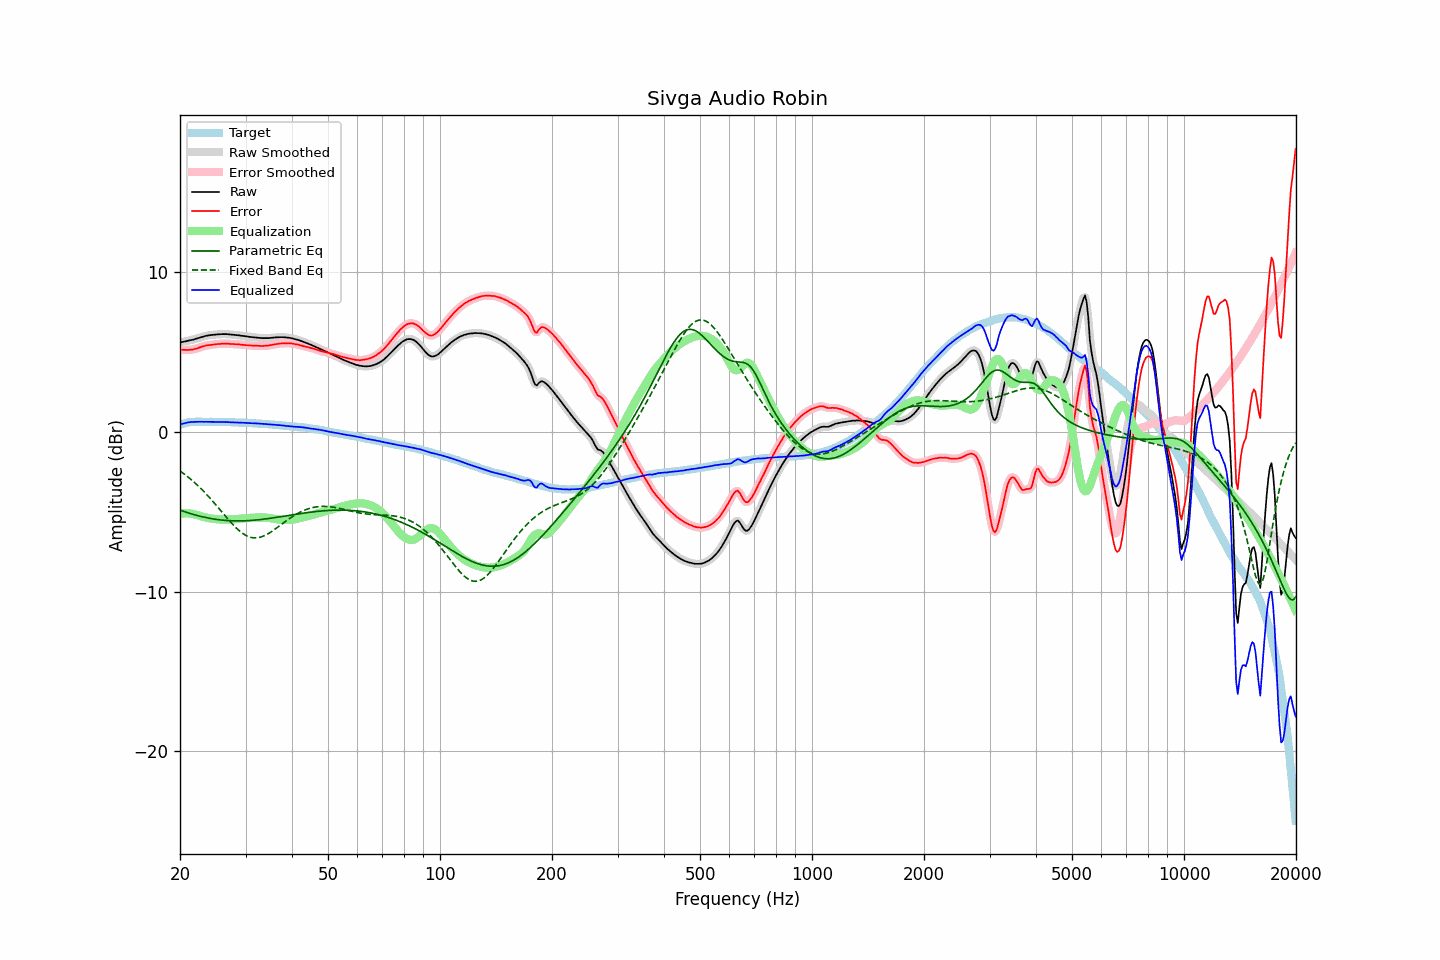 Sivga Audio Robin
Target
Raw Smoothed
Error Smoothed
Raw
Error
Equalization
Parametric Eq
Fixed Band Eq
Equalized
Amplitude (dBr)
10
0
−10
−20
20
50
100
200
500
1000
2000
5000
10000
20000
Frequency (Hz)